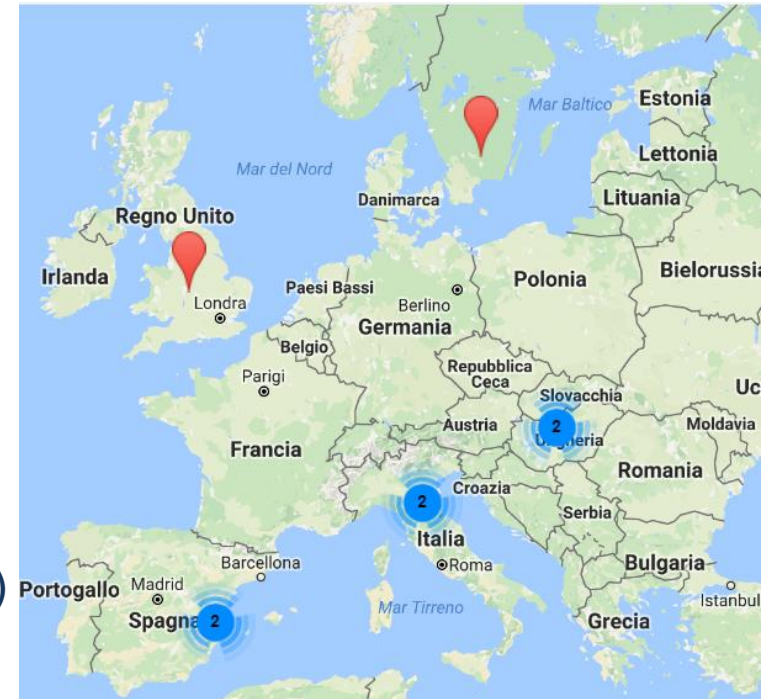 Estonia
Mar Baltico
Lettonia
Mar del Nord
Danimarca
Lituania
Regno Unito
Irlanda
Paesi Bassi
Polonia
Bielorussi
Londra
Berlino
Germania
Belgio
Repubblica
Ceca
Parigi
Slovacchia
Uc
Austria
2
Moldavia
Francia
Romania
2
Croazia
Serbia
Italia
Barcellona
Roma
Bulgaria
)
Portogallo
Madrid
Istanbul
Spagna
2
Mar Tirreno
Grecia